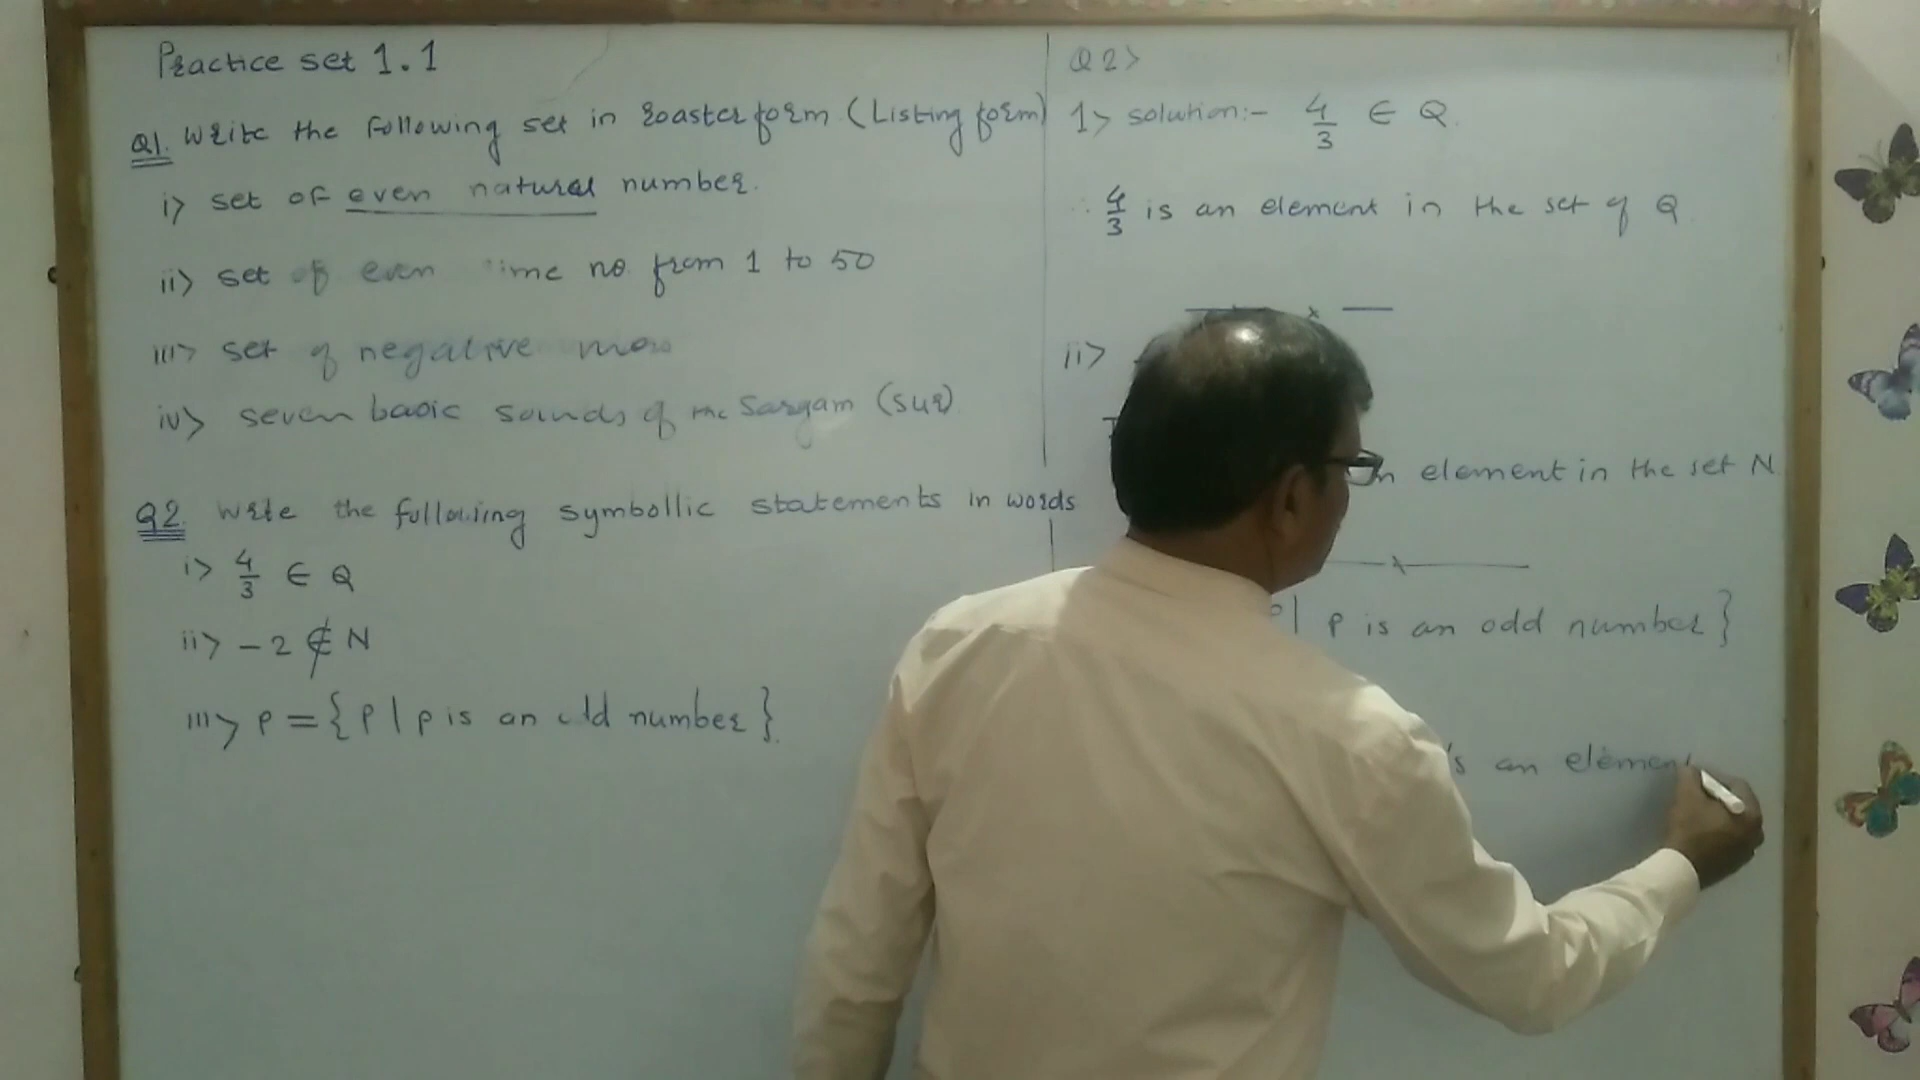 Practice set 1.1
Q1. Write the following set in roaster form (Listing form)
i> set of even natural number.
ii> set of even no from 1 to 50
iii> set of negative
iv> seven basic sounds of the Sargam (sur)
Q2. Write the following symbollic statements in words
i> 4/3 ∈ Q
ii> -2 ∉ N
iii> P = {P | p is an odd number}.
Q2>
1> solution:- 4/3 ∈ Q.
∴ 4/3 is an element in the set of Q.
ii>
element in the set N
| P is an odd number}
is an element